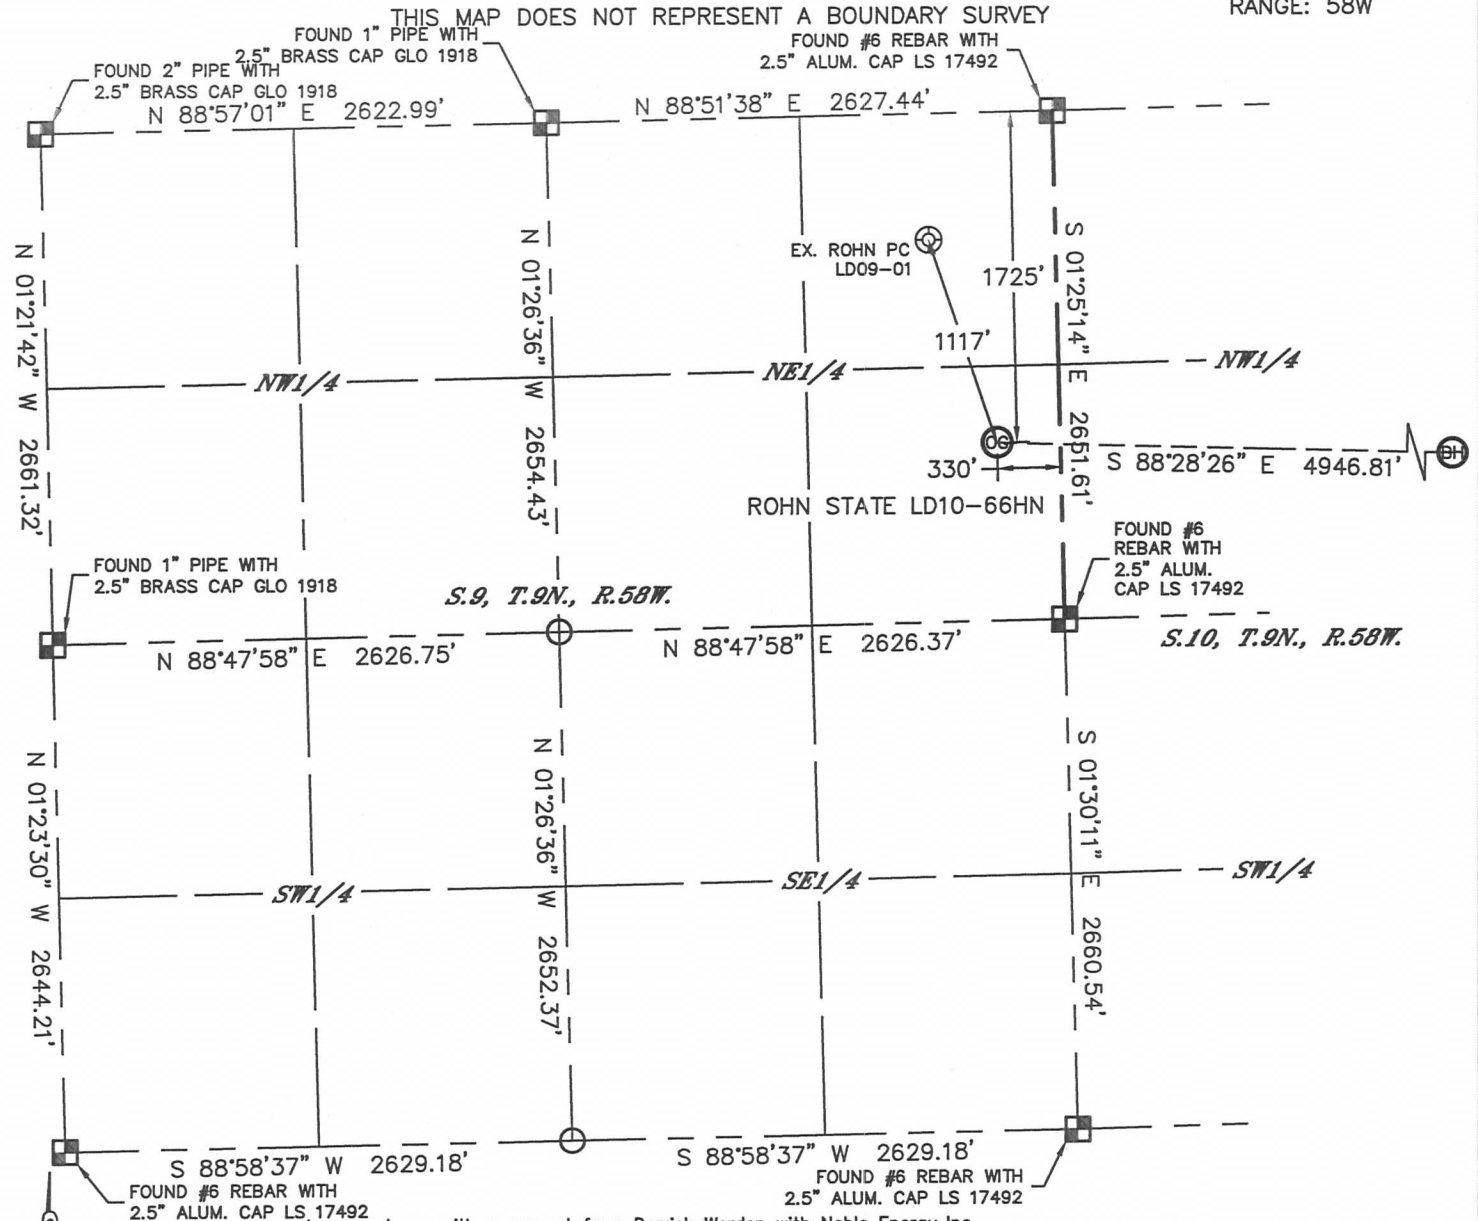 THIS MAP DOES NOT REPRESENT A BOUNDARY SURVEY
RANGE: 58W
FOUND 1" PIPE WITH
2.5" BRASS CAP GLO 1918
FOUND #6 REBAR WITH
2.5" ALUM. CAP LS 17492
FOUND 2" PIPE WITH
2.5" BRASS CAP GLO 1918
N 88°57'01" E 2622.99'
N 88°51'38" E 2627.44'
N 01°21'42" W 2661.32'
N 01°26'36" W 2654.43'
S 01°25'14" E 2651.61'
EX. ROHN PC
LD09-01
1725'
1117'
NW1/4
NE1/4
NW1/4
OG
BH
330'
S 88°28'26" E 4946.81'
ROHN STATE LD10-66HN
FOUND #6
REBAR WITH
2.5" ALUM.
CAP LS 17492
FOUND 1" PIPE WITH
2.5" BRASS CAP GLO 1918
S.9, T.9N., R.58W.
N 88°47'58" E 2626.75'
N 88°47'58" E 2626.37'
S.10, T.9N., R.58W.
N 01°23'30" W 2644.21'
N 01°26'36" W 2652.37'
S 01°30'11" E 2660.54'
SW1/4
SE1/4
SW1/4
S 88°58'37" W 2629.18'
S 88°58'37" W 2629.18'
FOUND #6 REBAR WITH
2.5" ALUM. CAP LS 17492
FOUND #6 REBAR WITH
2.5" ALUM. CAP LS 17492
with Noble Energy Inc